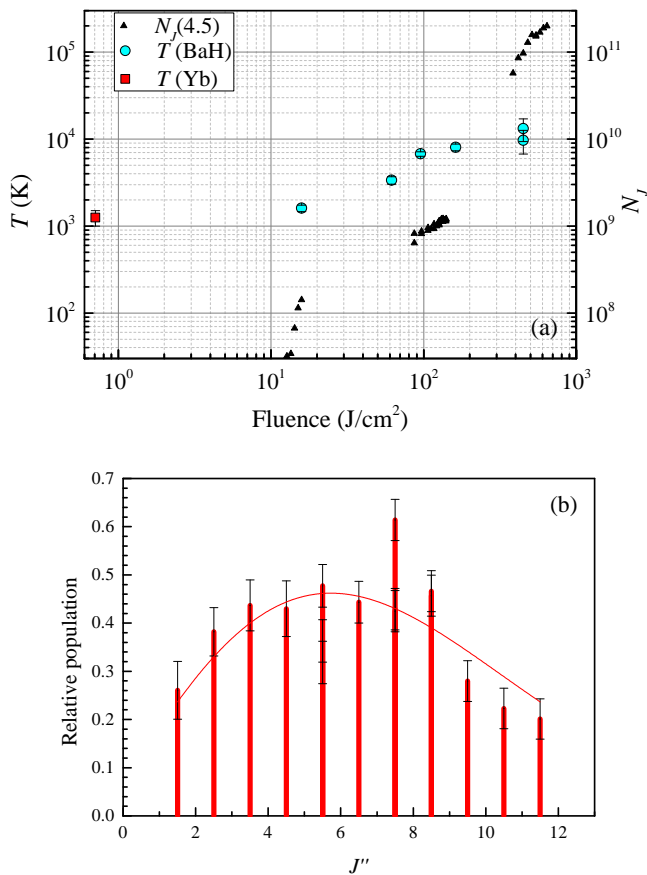 N_J(4.5)
T (BaH)
T (Yb)
10^5
10^4
10^3
10^2
10^11
10^10
10^9
10^8
T (K)
N_J
(a)
10^0 10^1 10^2 10^3
Fluence (J/cm^2)
(b)
0.7
0.6
0.5
0.4
0.3
0.2
0.1
0.0
Relative population
0 2 4 6 8 10 12
J''